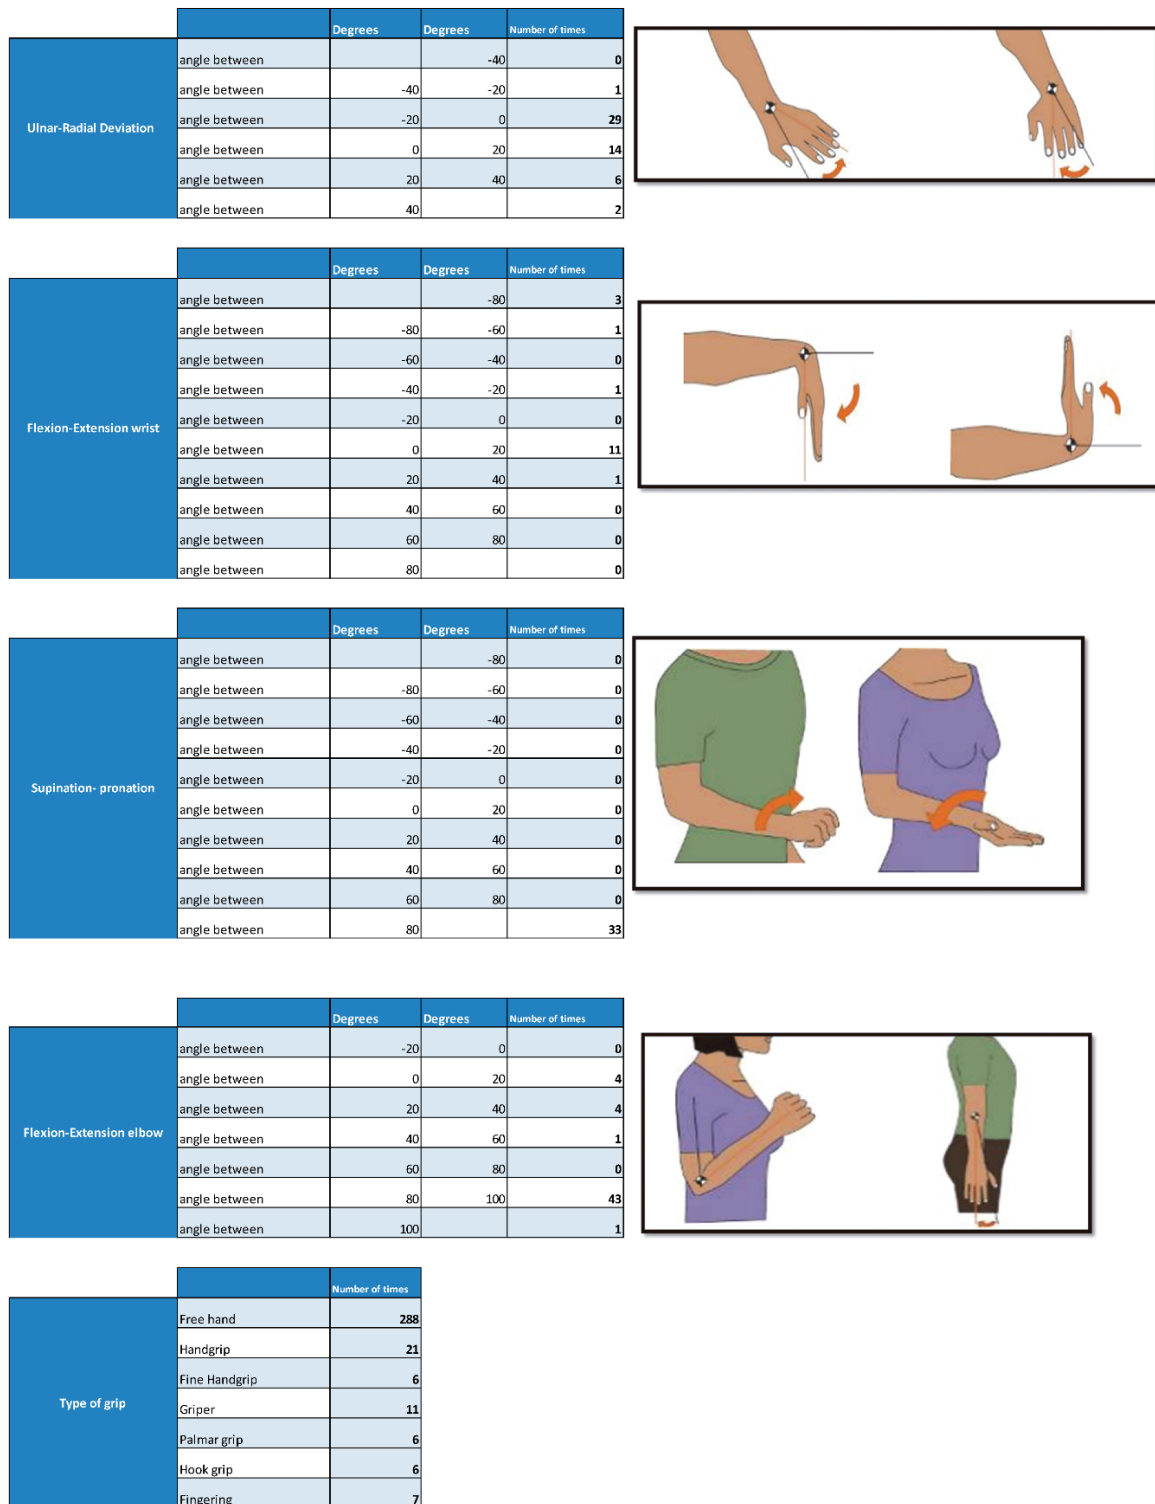 Degrees Degrees Number of times
Ulnar-Radial Deviation
angle between -40 0
angle between -40 -20 1
angle between -20 0 29
angle between 0 20 14
angle between 20 40 6
angle between 40 2
Degrees Degrees Number of times
Flexion-Extension wrist
angle between -80 3
angle between -80 -60 1
angle between -60 -40 0
angle between -40 -20 1
angle between -20 0 0
angle between 0 20 11
angle between 20 40 1
angle between 40 60 0
angle between 60 80 0
angle between 80 0
Degrees Degrees Number of times
Supination- pronation
angle between -80 0
angle between -80 -60 0
angle between -60 -40 0
angle between -40 -20 0
angle between -20 0 0
angle between 0 20 0
angle between 20 40 0
angle between 40 60 0
angle between 60 80 0
angle between 80 33
Degrees Degrees Number of times
Flexion-Extension elbow
angle between -20 0 0
angle between 0 20 4
angle between 20 40 4
angle between 40 60 1
angle between 60 80 0
angle between 80 100 43
angle between 100 1
Number of times
Type of grip
Free hand 288
Handgrip 21
Fine Handgrip 6
Griper 11
Palmar grip 6
Hook grip 6
Fingering 7